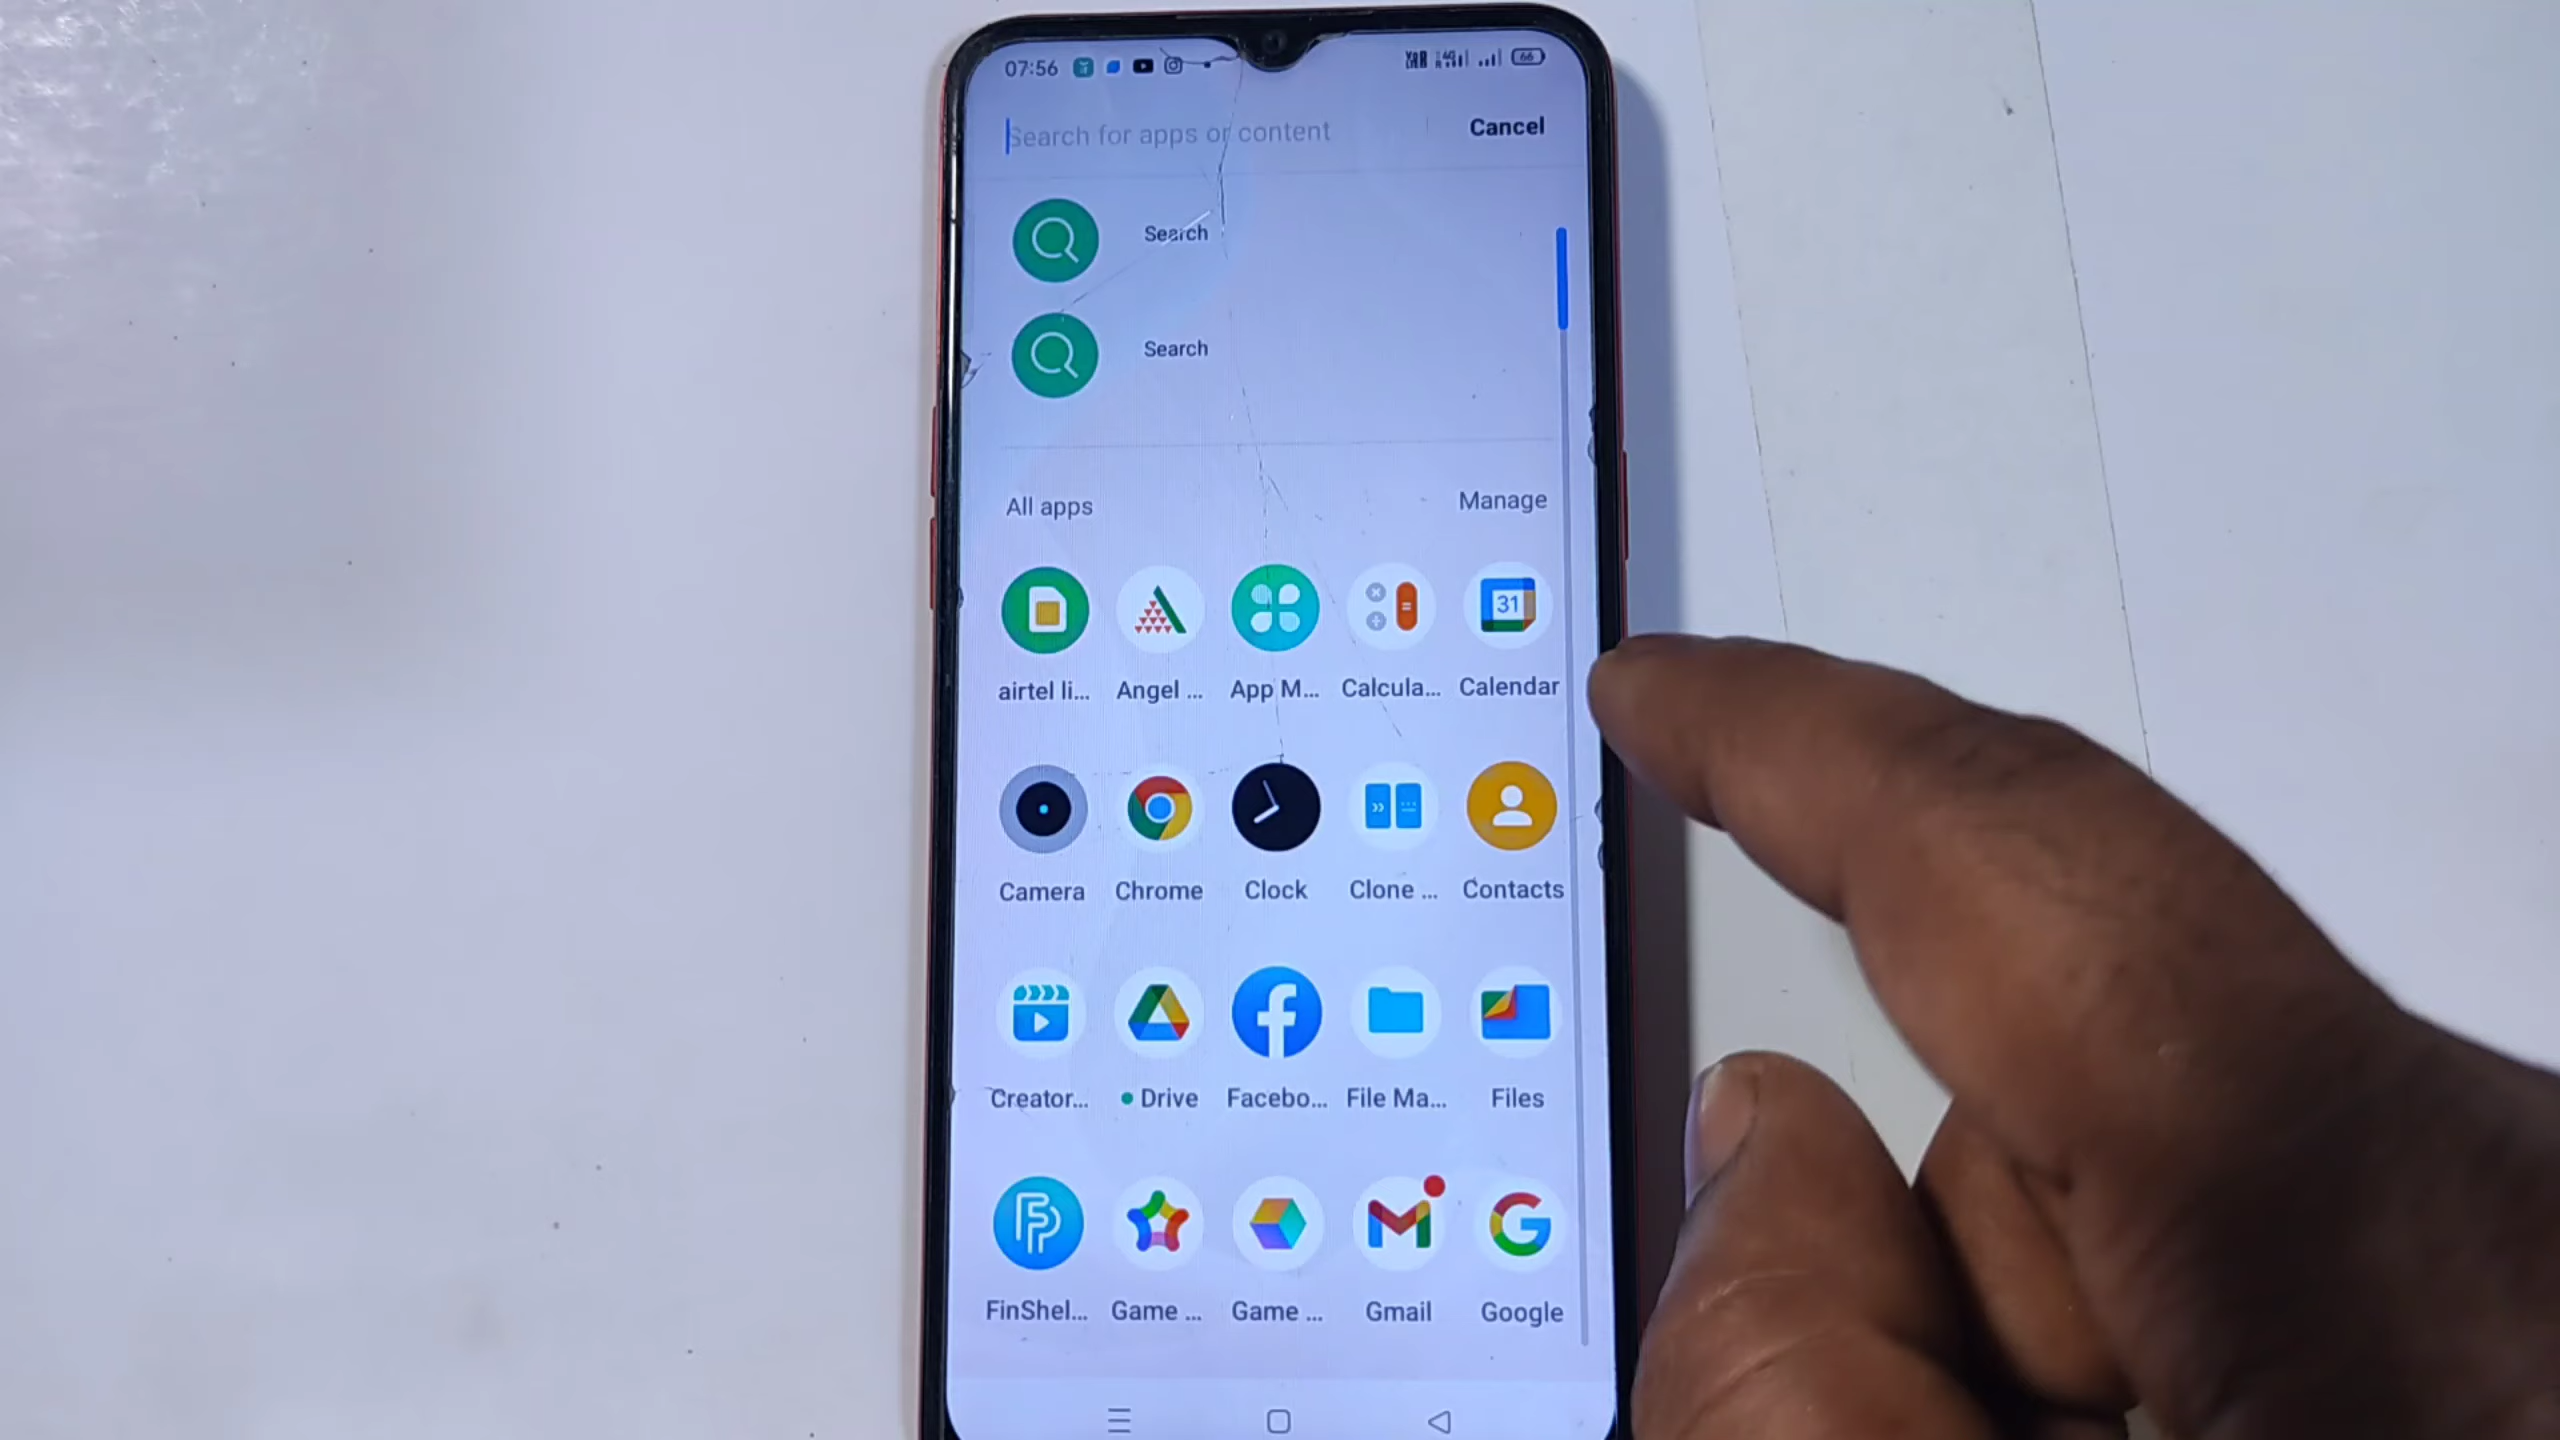 07:56
66
Search for apps or content
Cancel
Search
Search
All apps
Manage
31
airtel li... Angel ... App M... Calcula... Calendar
Camera Chrome Clock Clone ... Contacts
Creator... Drive Facebo... File Ma... Files
FinShel... Game ... Game ... Gmail Google